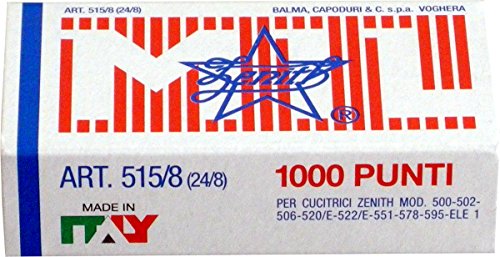 ART. 515/8 (24/8)
BALMA, CAPODURI & C. s.p.a. VOGHERA
Zenith
®
ART. 515/8 (24/8)
1000 PUNTI
MADE IN
ITALY
PER CUCITRICI ZENITH MOD. 500-502-
506-520/E-522/E-551-578-595-ELE 1